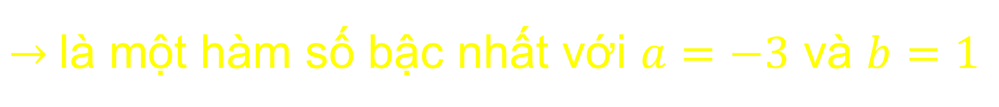 → là một hàm số bậc nhất với a = −3 và b = 1